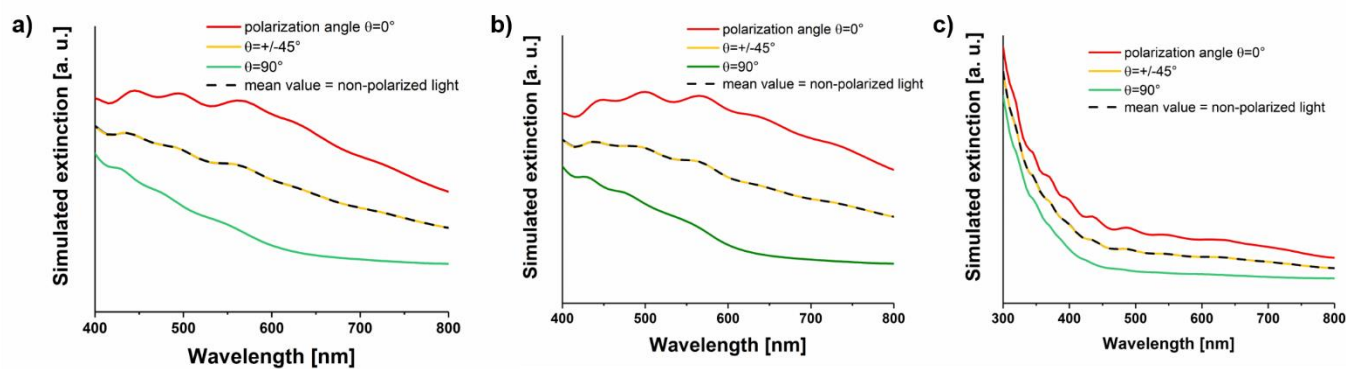 a)
polarization angle θ=0°
θ=+/-45°
θ=90°
mean value = non-polarized light
Simulated extinction [a. u.]
400 500 600 700 800
Wavelength [nm]
b)
polarization angle θ=0°
θ=+/-45°
θ=90°
mean value = non-polarized light
Simulated extinction [a. u.]
400 500 600 700 800
Wavelength [nm]
c)
polarization angle θ=0°
θ=+/-45°
θ=90°
mean value = non-polarized light
Simulated extinction [a. u.]
300 400 500 600 700 800
Wavelength [nm]